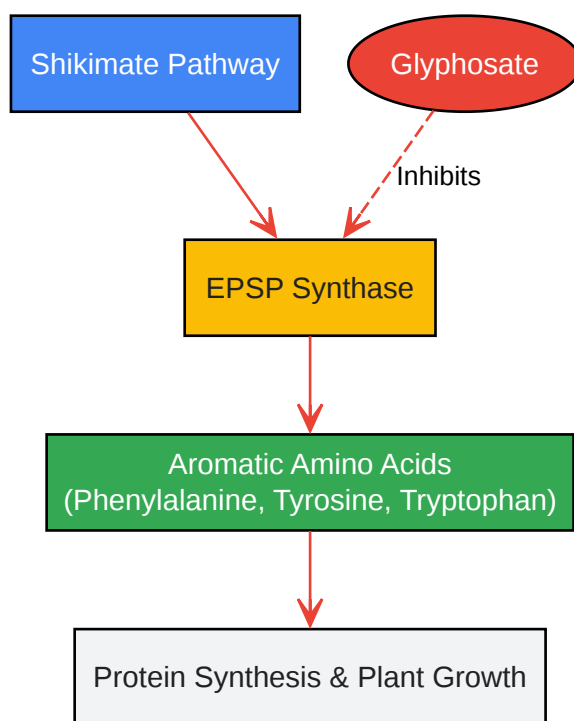 Shikimate Pathway
Glyphosate
Inhibits
EPSP Synthase
Aromatic Amino Acids
(Phenylalanine, Tyrosine, Tryptophan)
Protein Synthesis & Plant Growth